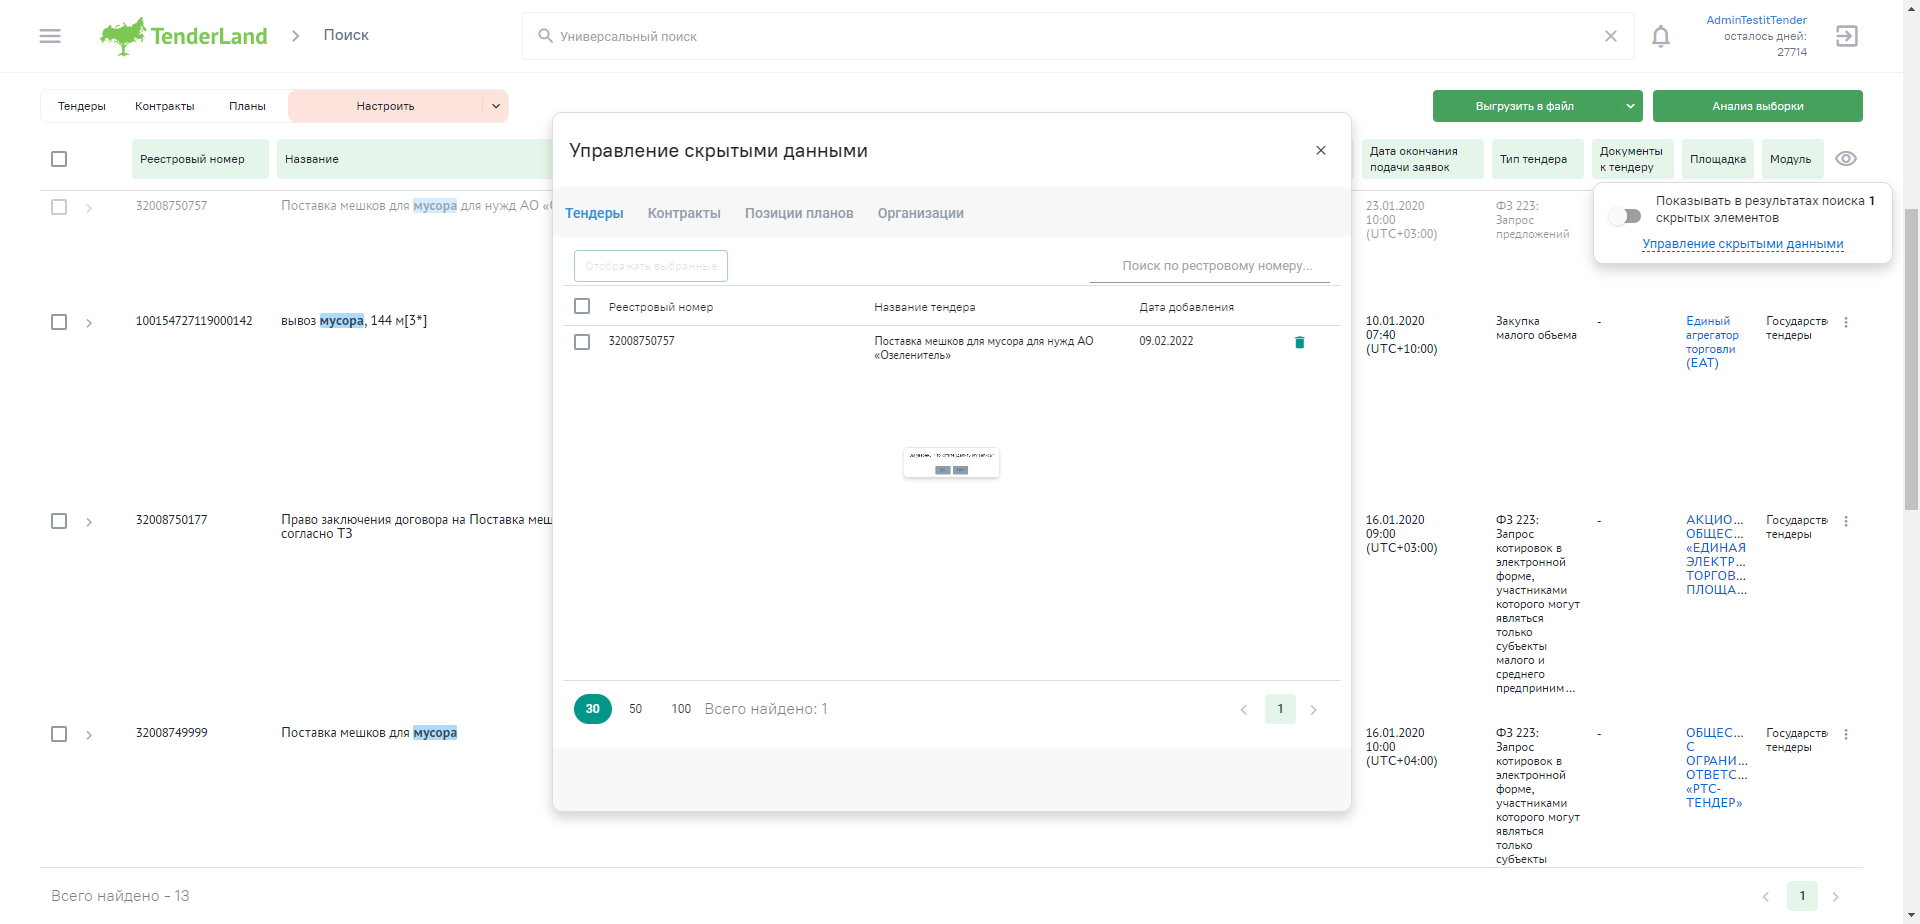 TenderLand
Поиск
Универсальный поиск
AdminTestitTender
осталось дней:
27714
Тендеры
Контракты
Планы
Настроить
Выгрузить в файл
Анализ выборки
Реестровый номер
Название
Дата окончания
подачи заявок
Тип тендера
Документы
к тендеру
Площадка
Модуль
32008750757
Поставка мешков для мусора для нужд АО «О
23.01.2020
10:00
(UTC+03:00)
ФЗ 223:
Запрос
предложений
Показывать в результатах поиска 1
скрытых элементов
Управление скрытыми данными
100154727119000142
вывоз мусора, 144 м[3*]
10.01.2020
07:40
(UTC+10:00)
Закупка
малого объема
-
Единый
агрегатор
торговли
(ЕАТ)
Государств
тендеры
32008750177
Право заключения договора на Поставка меш
согласно ТЗ
16.01.2020
09:00
(UTC+03:00)
ФЗ 223:
Запрос
котировок в
электронной
форме,
участниками
которого могут
являться
только
субъекты
малого и
среднего
предприним...
-
АКЦИО...
ОБЩЕС...
«ЕДИНАЯ
ЭЛЕКТР...
ТОРГОВ...
ПЛОЩА...
Государств
тендеры
32008749999
Поставка мешков для мусора
16.01.2020
10:00
(UTC+04:00)
ФЗ 223:
Запрос
котировок в
электронной
форме,
участниками
которого могут
являться
только
субъекты
-
ОБЩЕС...
С
ОГРАНИ...
ОТВЕТС...
«РТС-
ТЕНДЕР»
Государств
тендеры
Всего найдено - 13
1
Управление скрытыми данными
Тендеры
Контракты
Позиции планов
Организации
Отображать выбранные
Поиск по рестровому номеру...
Реестровый номер
Название тендера
Дата добавления
32008750757
Поставка мешков для мусора для нужд АО
«Озеленитель»
09.02.2022
30
50
100
Всего найдено: 1
1